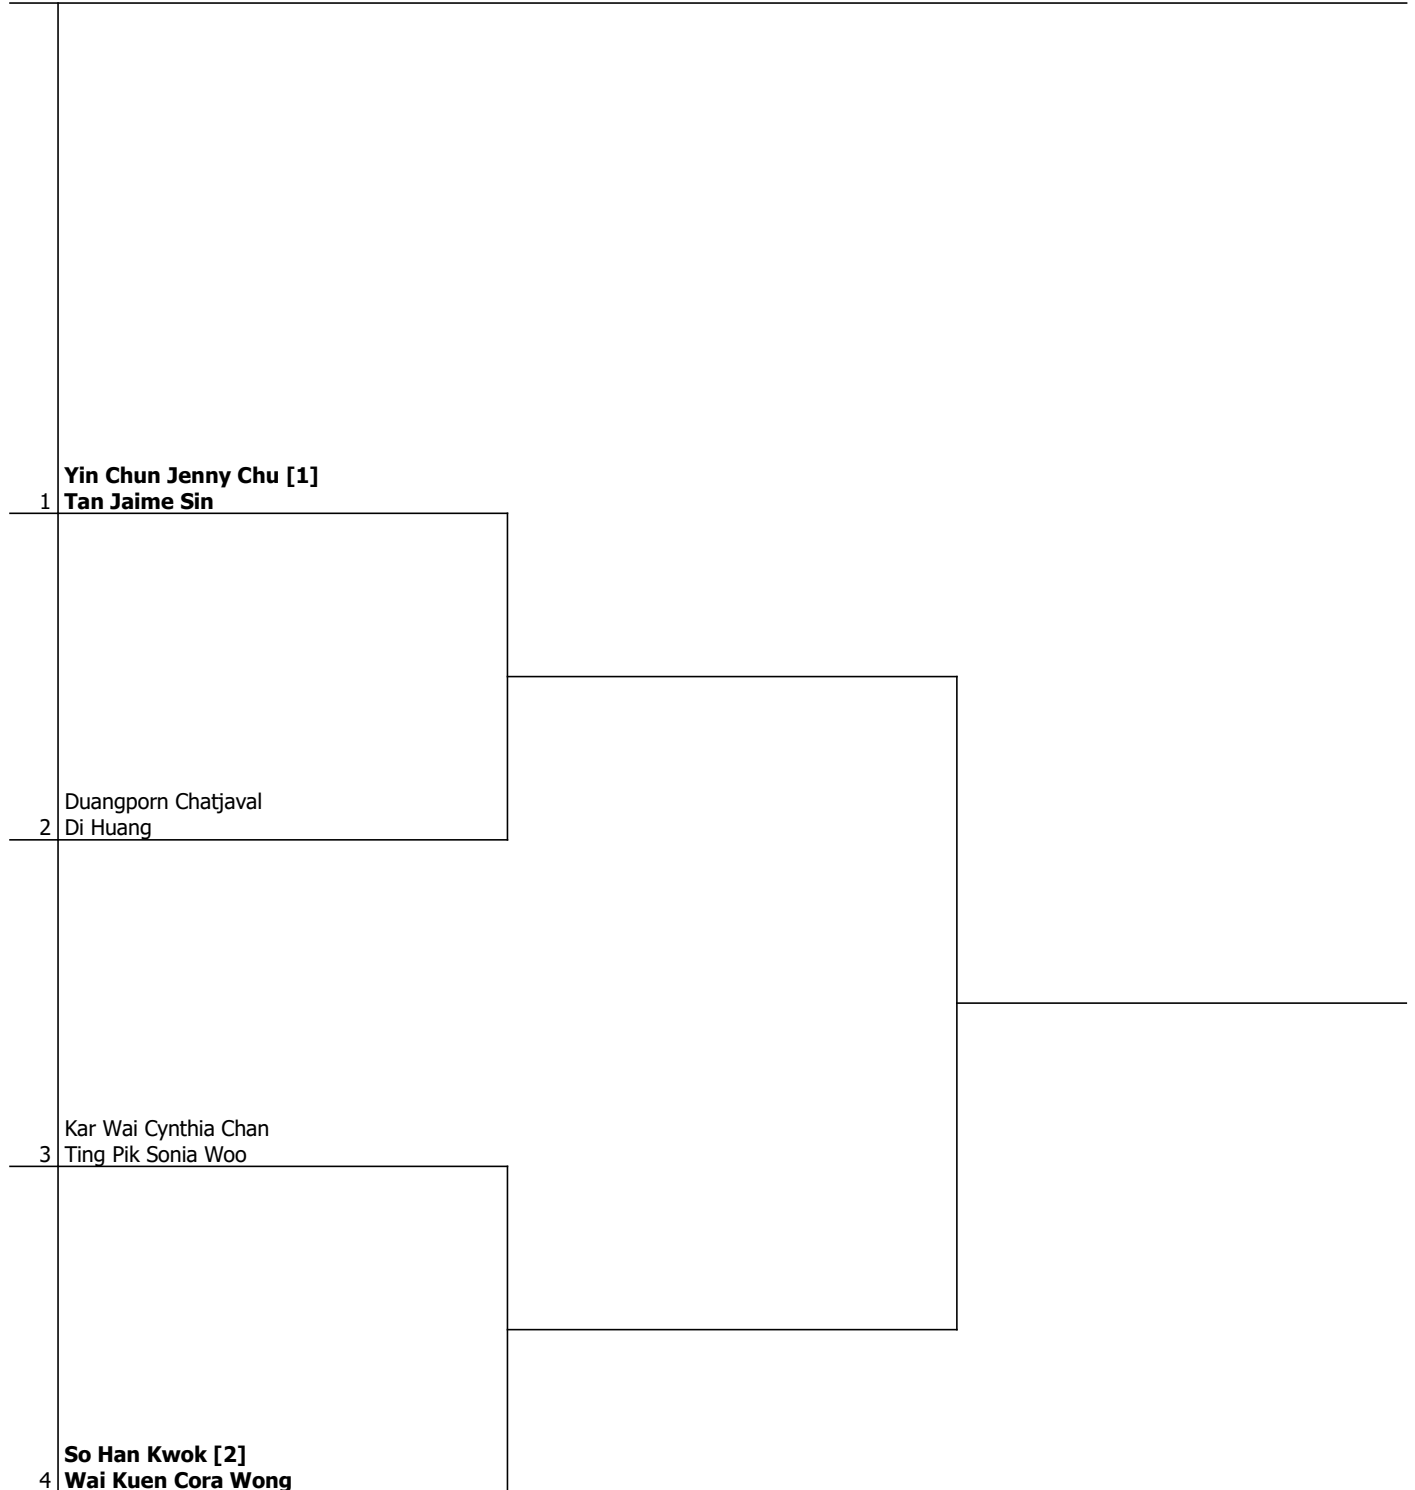 Yin Chun Jenny Chu [1]
1 Tan Jaime Sin
Duangporn Chatjaval
2 Di Huang
Kar Wai Cynthia Chan
3 Ting Pik Sonia Woo
So Han Kwok [2]
4 Wai Kuen Cora Wong